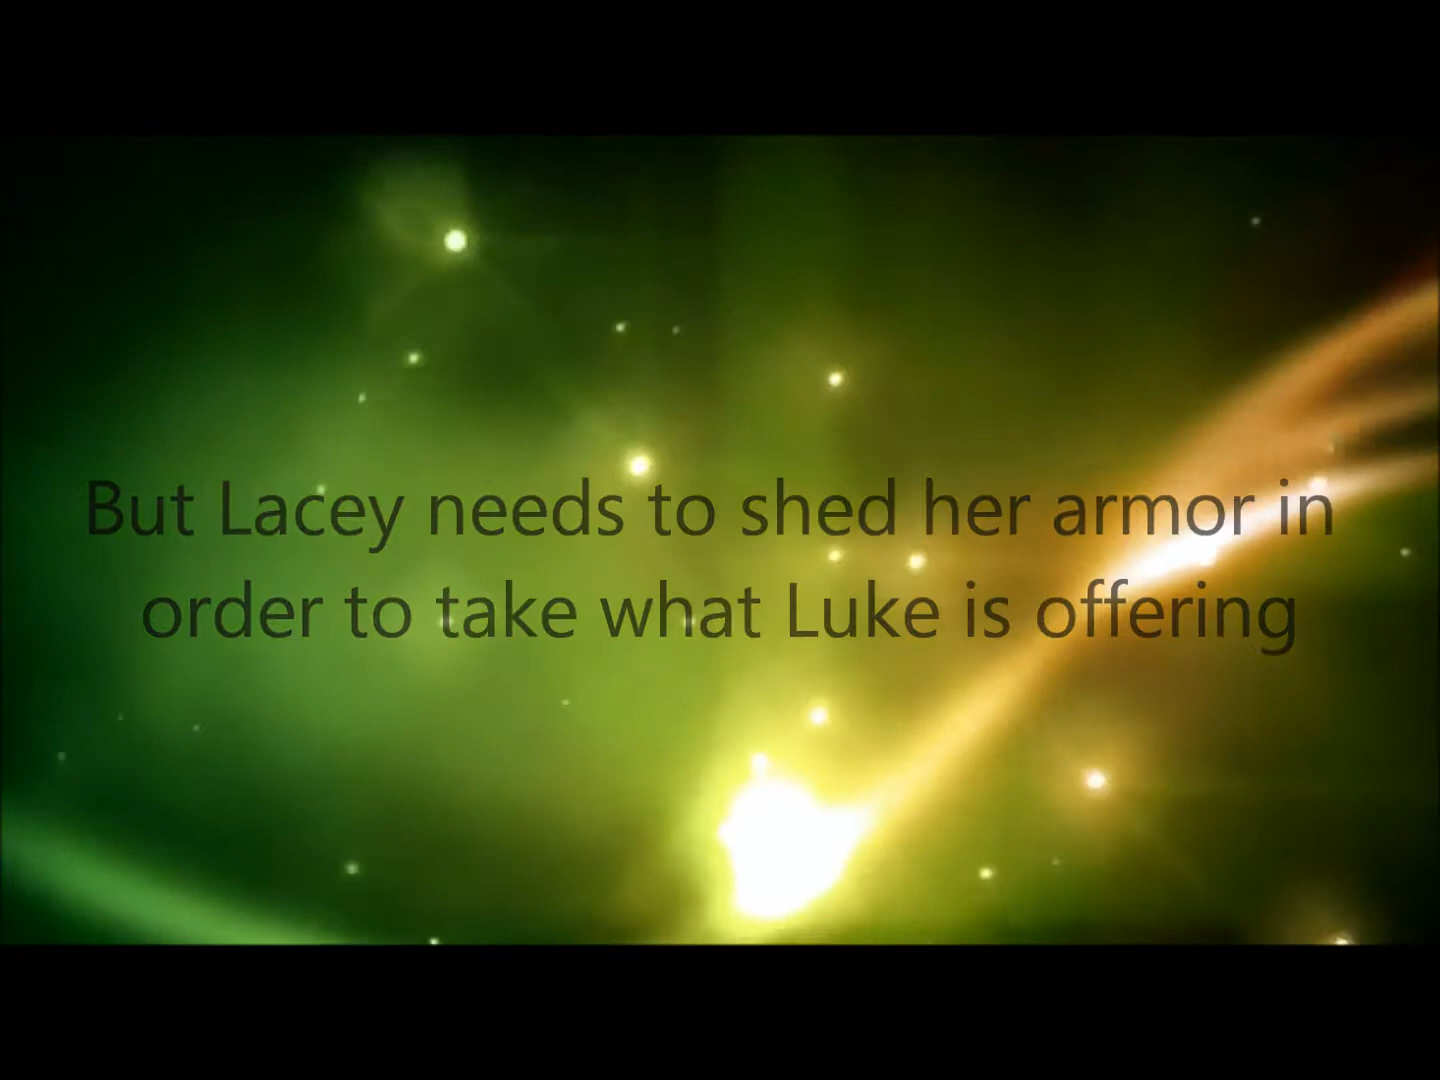 But Lacey needs to shed her armor in
order to take what Luke is offering